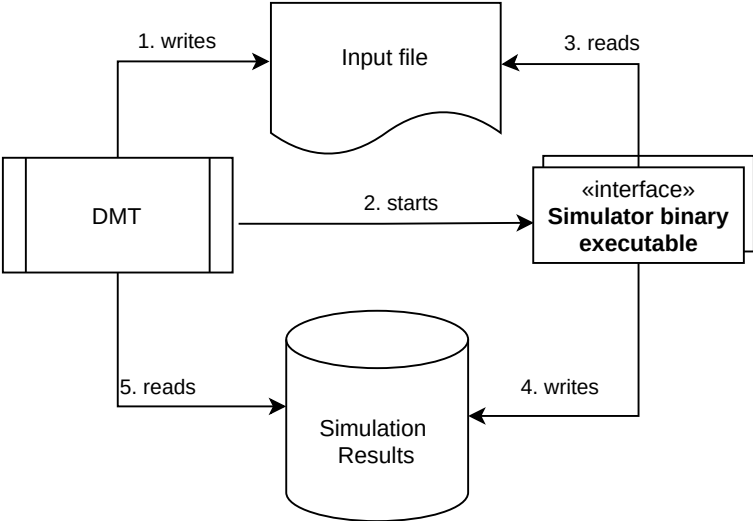 1. writes
3. reads
Input file
«interface»
Simulator binary
executable
2. starts
DMT
5. reads
4. writes
Simulation
Results